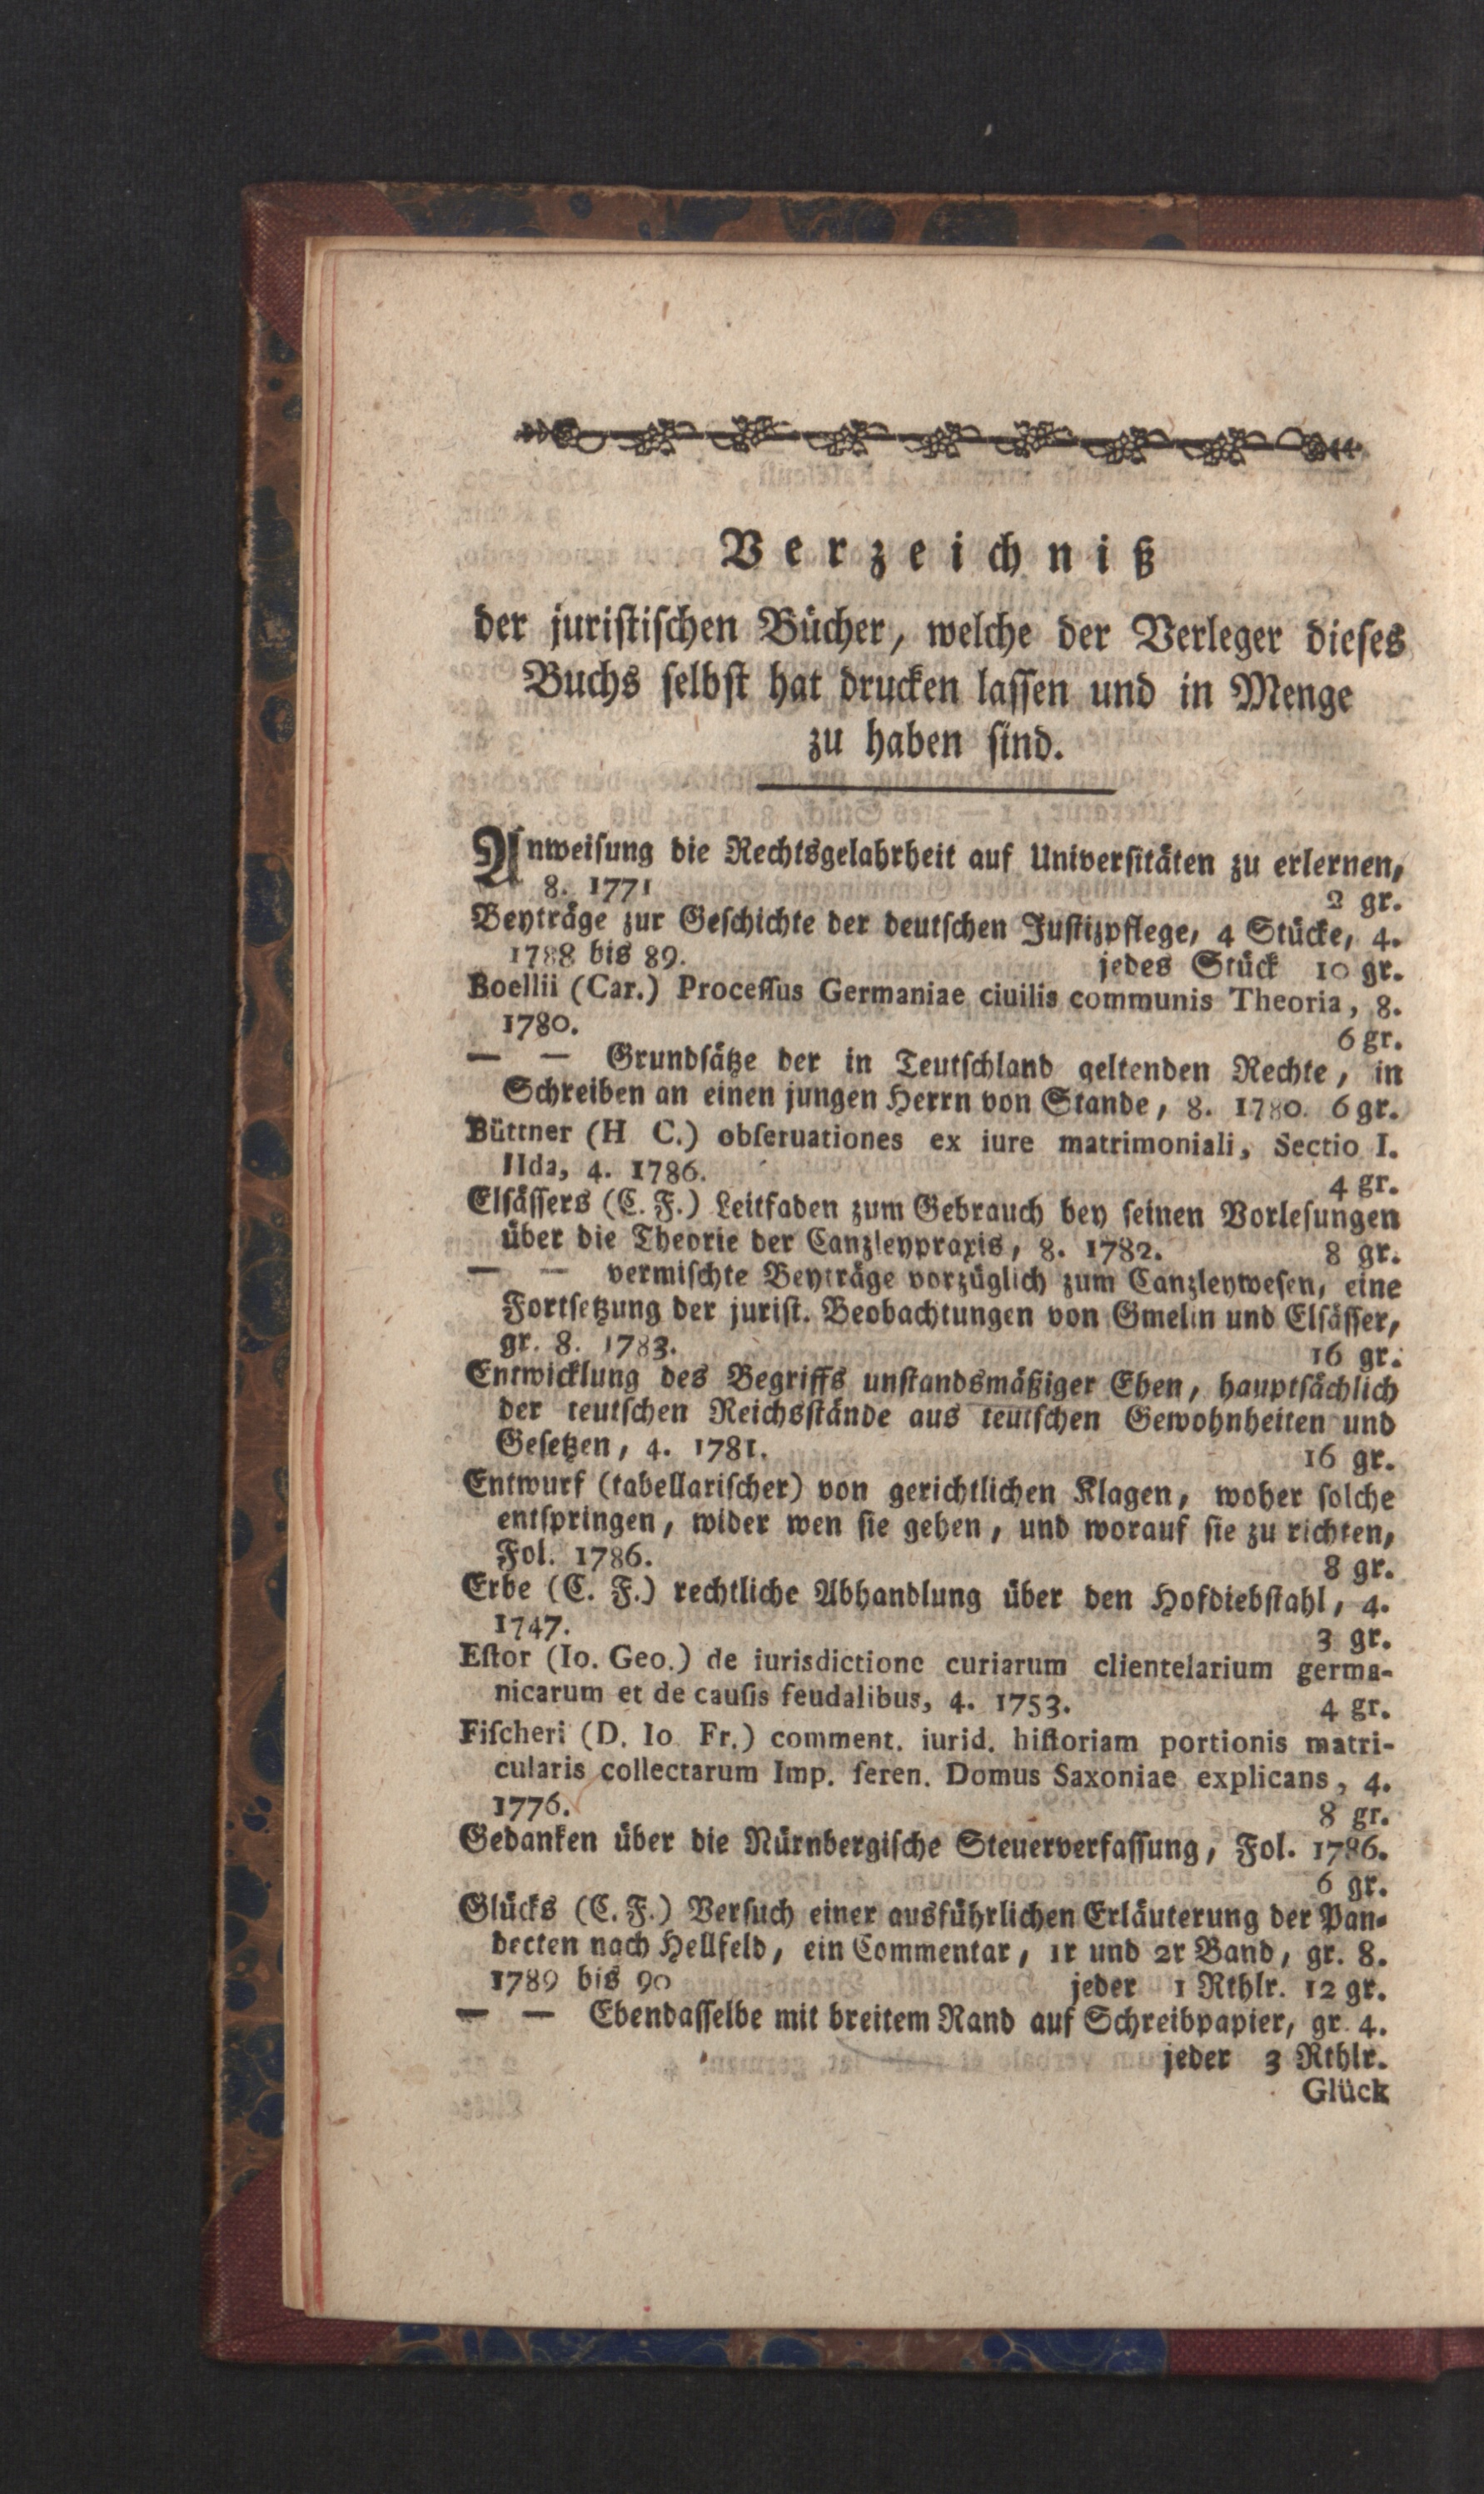 Verzeichniß
der juristischen Bücher, welche der Verleger dieses
Buchs selbst hat drucken lassen und in Menge
zu haben sind.
Anweisung die Rechtsgelahrheit auf Universitäten zu erlernen,
8. 1771 2 gr.
Beyträge zur Geschichte der deutschen Justizpflege, 4 Stücke, 4.
1788 bis 89. jedes Stück 10 gr.
Boellii (Car.) Processus Germaniae ciuilis communis Theoria, 8.
1780. 6 gr.
— — Grundsätze der in Teutschland geltenden Rechte, in
Schreiben an einen jungen Herrn von Stande, 8. 1780. 6 gr.
Büttner (H C.) obseruationes ex iure matrimoniali, Sectio I.
IIda, 4. 1786. 4 gr.
Elsässers (C. F.) Leitfaden zum Gebrauch bey seinen Vorlesungen
über die Theorie der Canzleypraxis, 8. 1782. 8 gr.
— — vermischte Beyträge vorzüglich zum Canzleywesen, eine
Fortsetzung der jurist. Beobachtungen von Gmelin und Elsässer,
gr. 8. 1783. 16 gr.
Entwicklung des Begriffs unstandsmäßiger Ehen, hauptsächlich
der teutschen Reichsstände aus teutschen Gewohnheiten und
Gesetzen, 4. 1781. 16 gr.
Entwurf (tabellarischer) von gerichtlichen Klagen, woher solche
entspringen, wider wen sie gehen, und worauf sie zu richten,
Fol. 1786. 8 gr.
Erbe (C. F.) rechtliche Abhandlung über den Hofdiebstahl, 4.
1747. 3 gr.
Estor (Io. Geo.) de iurisdictione curiarum clientelarium germa-
nicarum et de causis feudalibus, 4. 1753. 4 gr.
Fischeri (D. Io Fr.) comment. iurid. historiam portionis matri-
cularis collectarum Imp. seren. Domus Saxoniae explicans, 4.
1776. 8 gr.
Gedanken über die Nürnbergische Steuerverfassung, Fol. 1786.
6 gr.
Glücks (C. F.) Versuch einer ausführlichen Erläuterung der Pan-
decten nach Hellfeld, ein Commentar, 1r und 2r Band, gr. 8.
1789 bis 90 jeder 1 Rthlr. 12 gr.
— — Ebendasselbe mit breitem Rand auf Schreibpapier, gr. 4.
jeder 3 Rthlr.
Glück